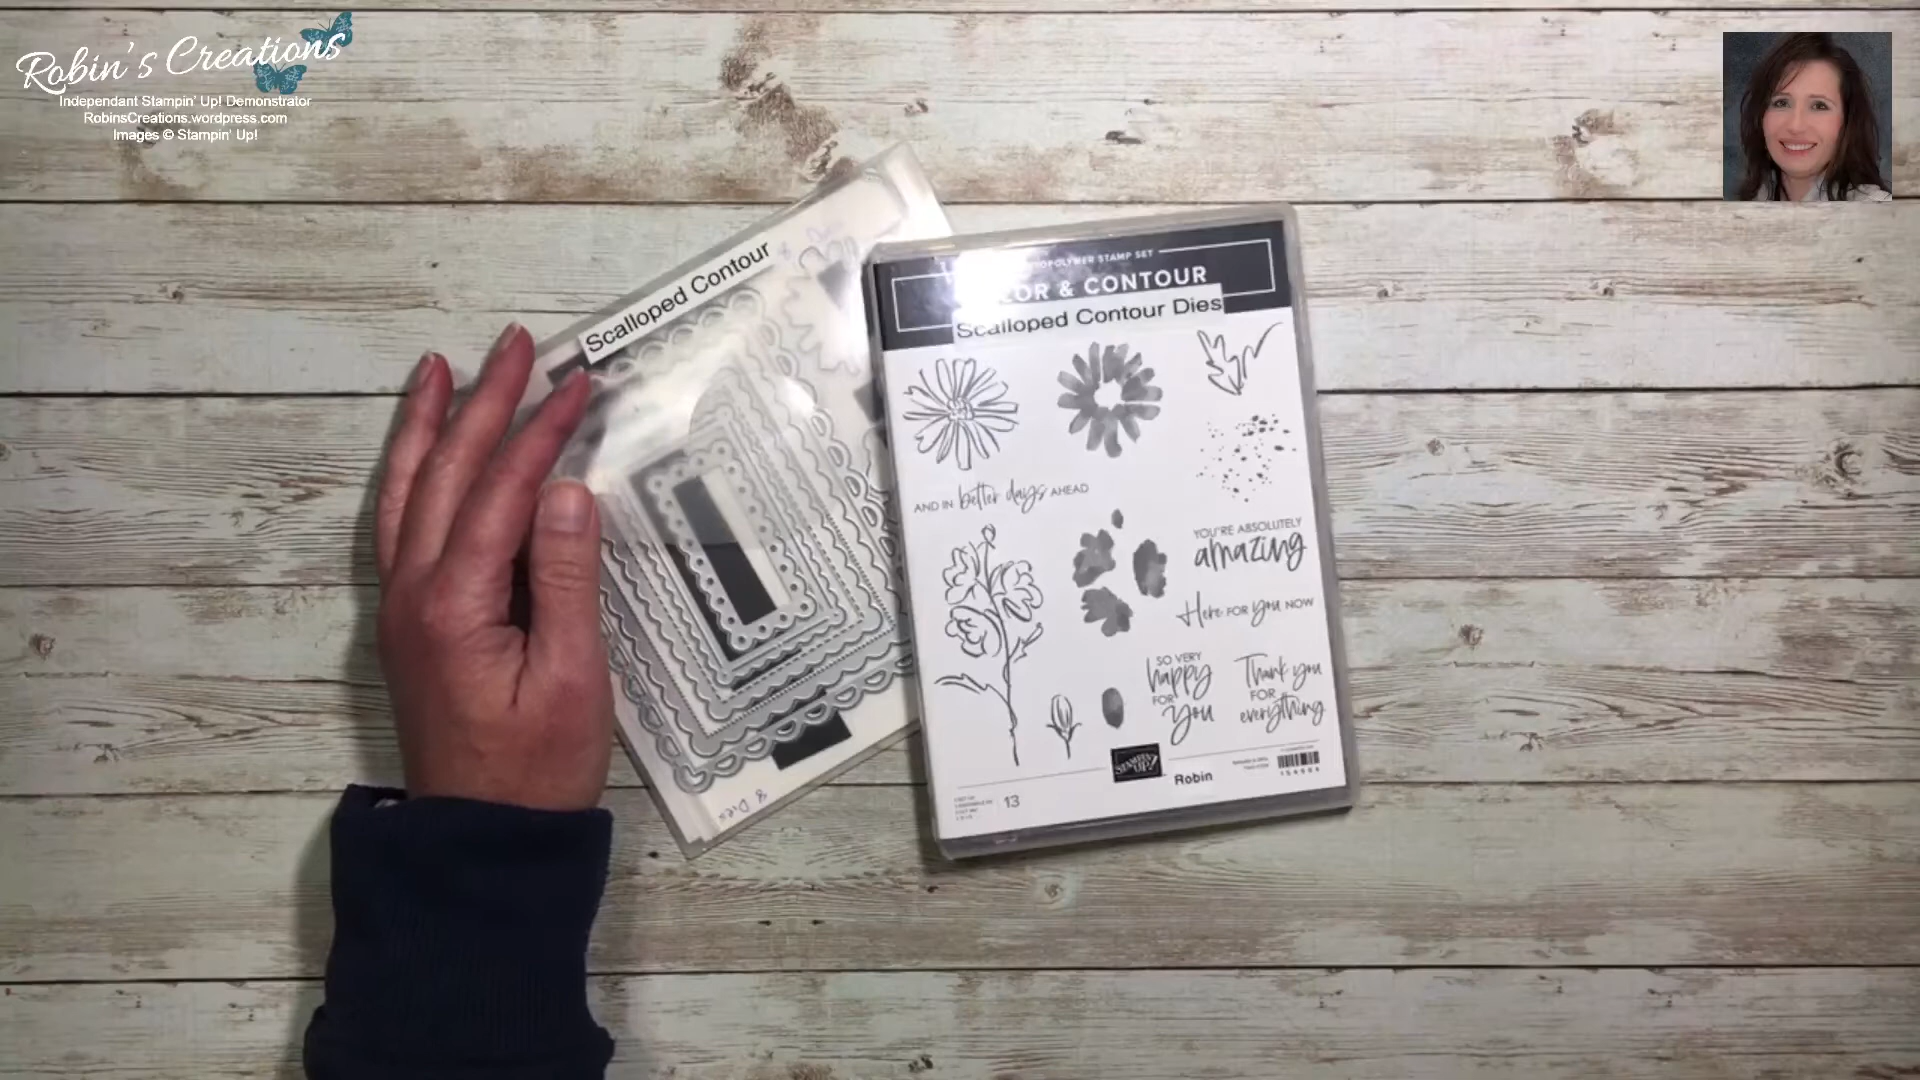 Robin's Creations
Independant Stampin' Up! Demonstrator
RobinsCreations.wordpress.com
Images © Stampin' Up!
Scalloped Contour
8 Dies
STAMP SET
& CONTOUR
Scalloped Contour Dies
AND IN better days AHEAD
YOU'RE ABSOLUTELY
amazing
Here FOR you NOW
SO VERY
happy
FOR
you
Thank you
FOR
everything
STAMPIN' UP!
Robin
13